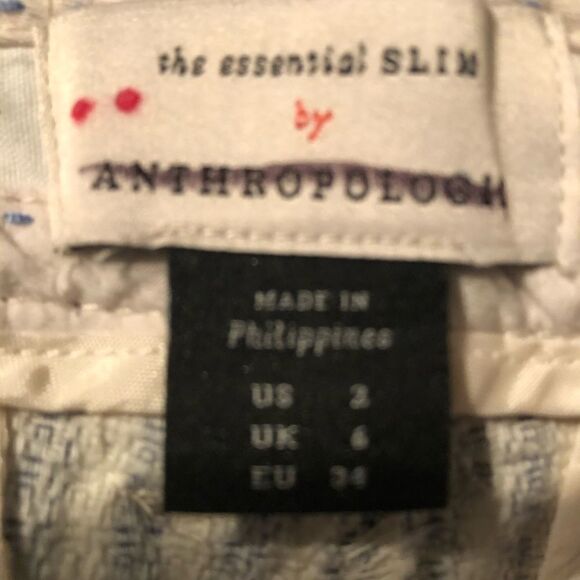 the essential SLIM
by
ANTHROPOLOGIE
MADE IN
Philippines
US 2
UK 6
EU 34